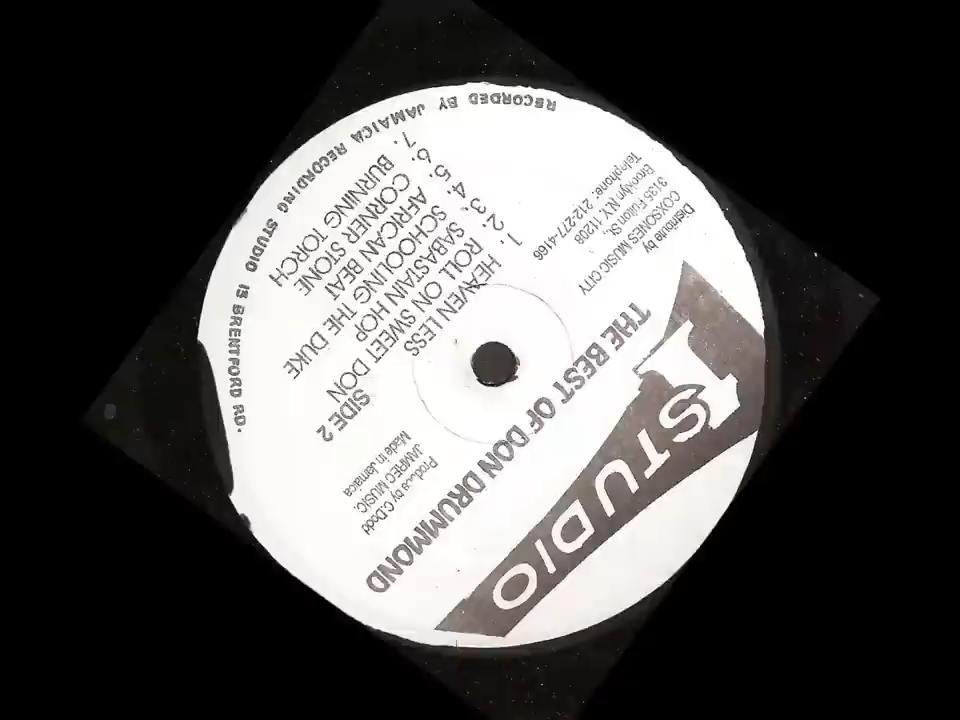 STUDIO 1
THE BEST OF DON DRUMMOND
Distribute by
COXSONES MUSIC CITY
3135 Fulton St.
Brooklyn N.Y. 11208
Telephone: 212-277-4166
by C.Dodd
JAMREC MUSIC.
Made in Jamaica
SIDE 2
1. HEAVEN LESS
2. ROLL ON SWEET DON
3. SABASTAIN HOP
4. SCHOOLING THE DUKE
5. AFRICAN BEAT
6. CORNER STONE
7. BURNING TORCH
RECORDED BY JAMAICA RECORDING STUDIO 13 BRENTFORD RD.